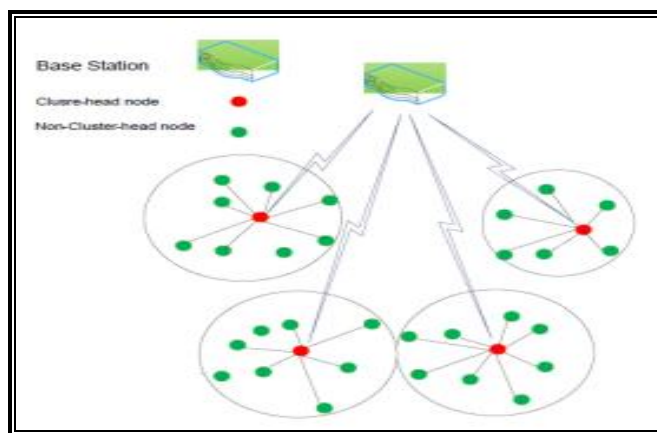 Base Station
Clusre-head node
Non-Cluster-head node